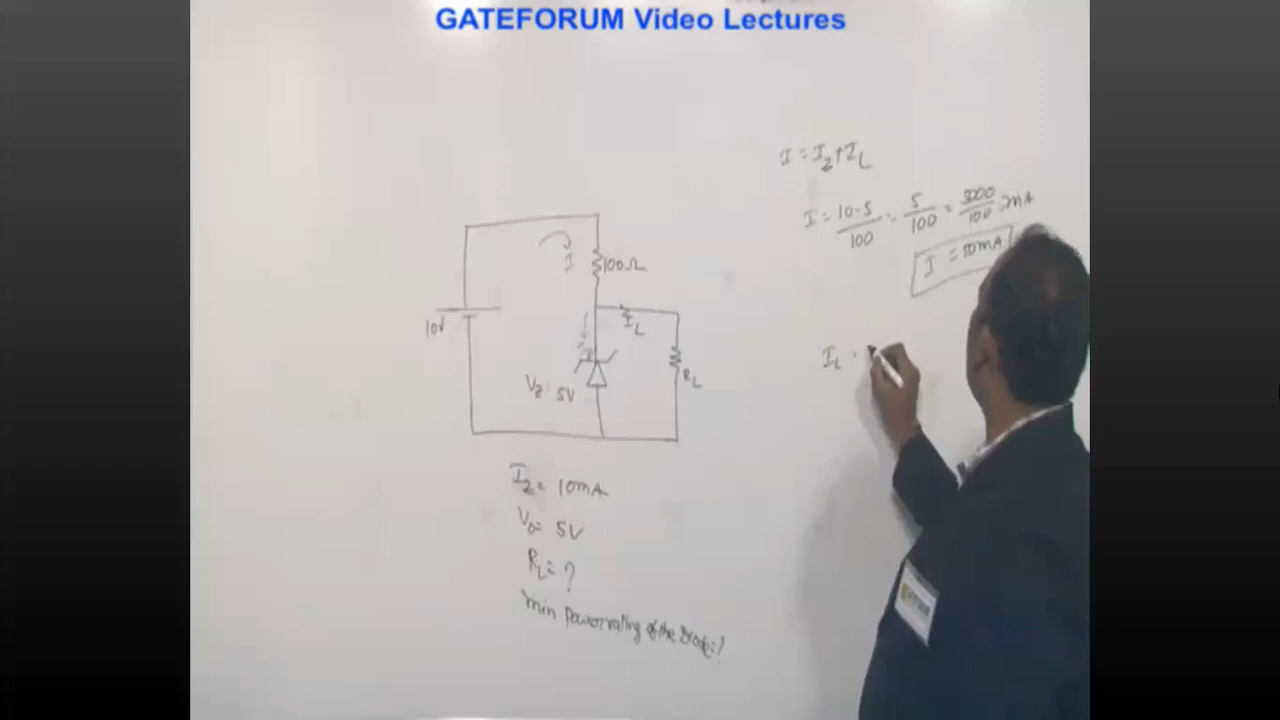 GATEFORUM Video Lectures
I = I_Z + I_L
I = 10-5/100 = 5/100 = 5000/100 mA
I = 50mA
I
100Ω
I_L
10V
I_L =
R_L
V_Z = 5V
I_Z = 10mA
V_0 = 5V
R_L = ?
min power rating of the Diode = ?